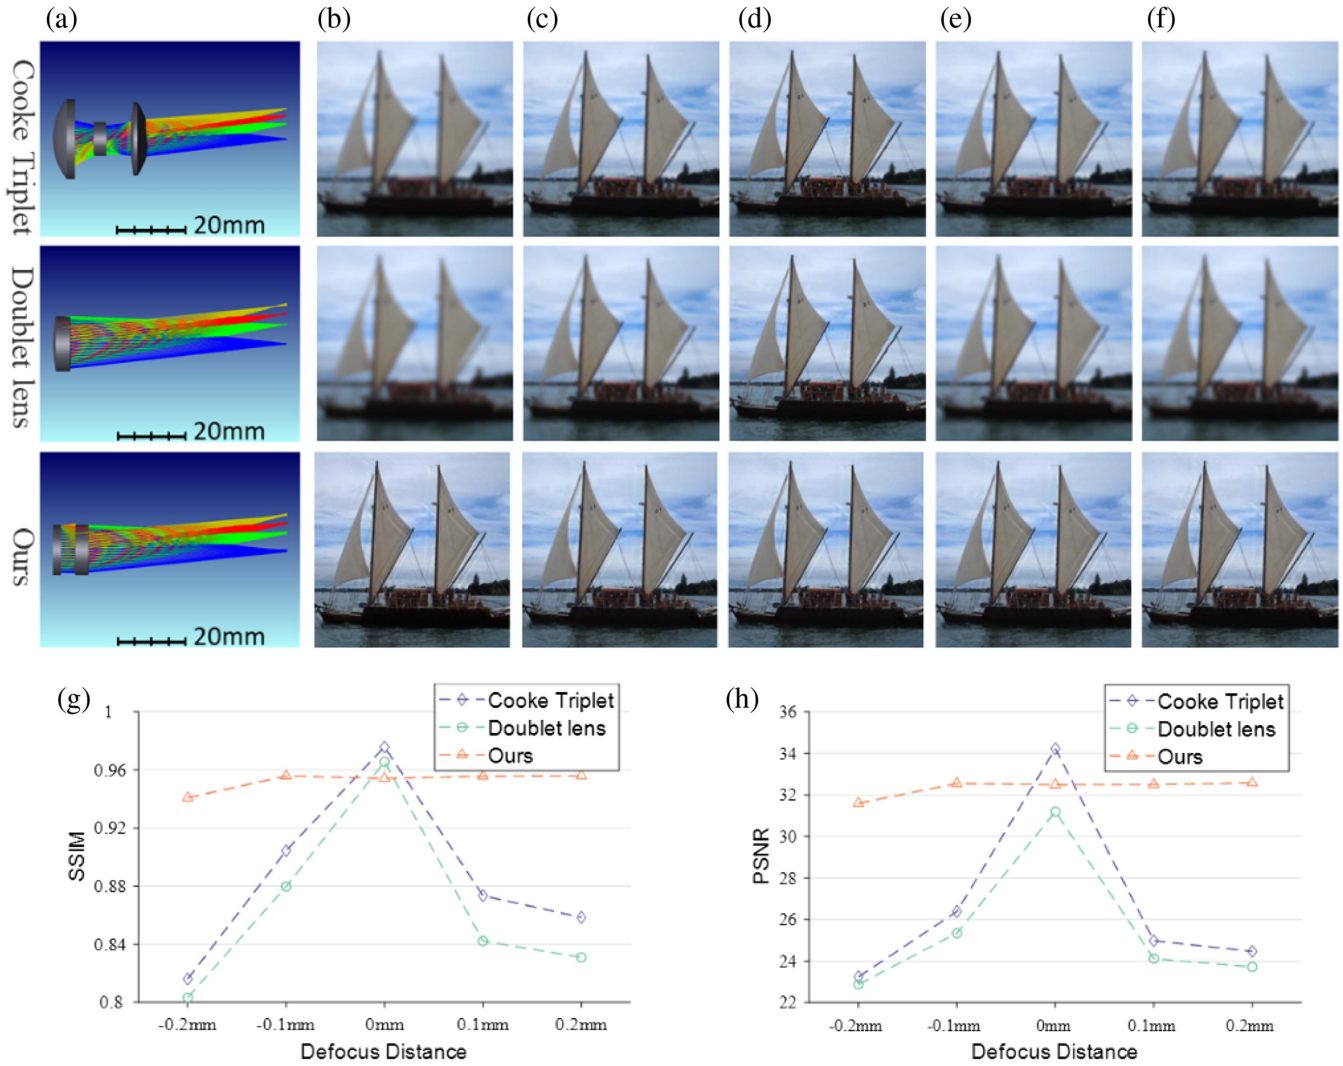 (a) (b) (c) (d) (e) (f)
Cooke Triplet
20mm
Doublet lens
20mm
Ours
20mm
(g)
Cooke Triplet
Doublet lens
Ours
1
0.96
0.92
0.88
0.84
0.8
SSIM
-0.2mm -0.1mm 0mm 0.1mm 0.2mm
Defocus Distance
(h)
Cooke Triplet
Doublet lens
Ours
36
34
32
30
28
26
24
22
PSNR
-0.2mm -0.1mm 0mm 0.1mm 0.2mm
Defocus Distance